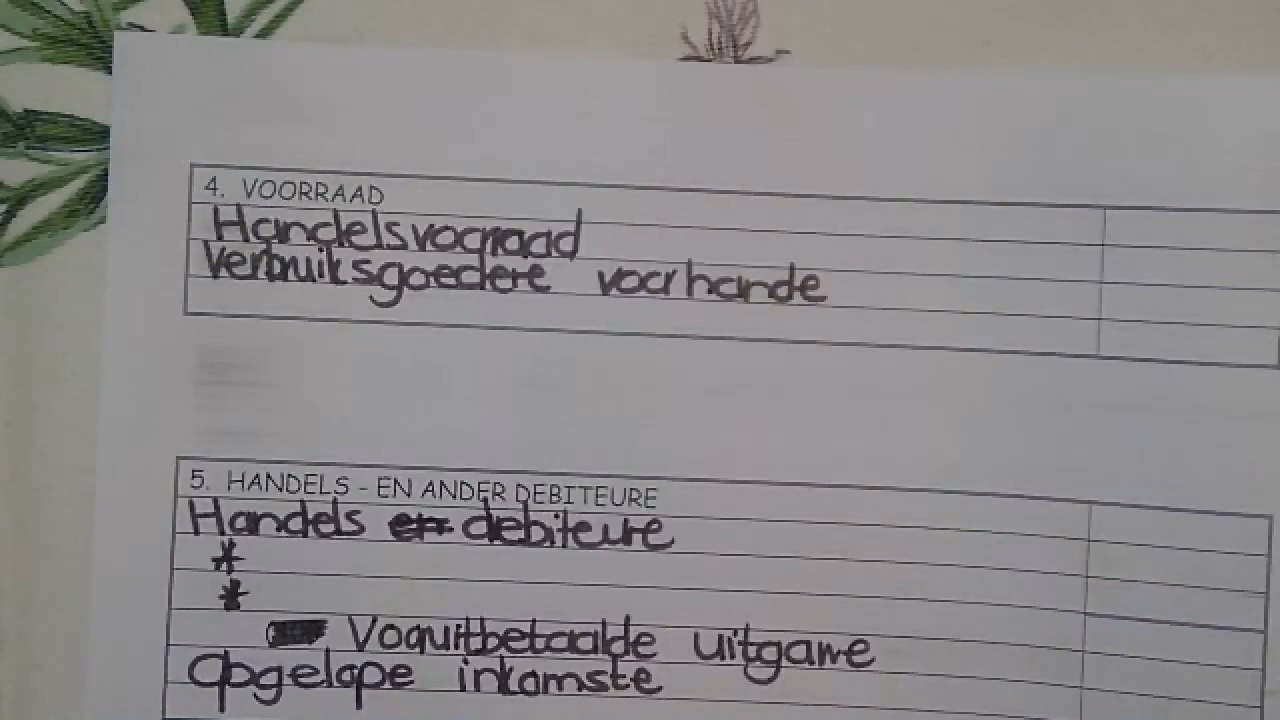 4. VOORRAAD
Handelsvoorraad
Verbruiksgoedere voorhande
5. HANDELS - EN ANDER DEBITEURE
Handels en debiteure
*
*
Vooruitbetaalde uitgawe
Opgelope inkomste